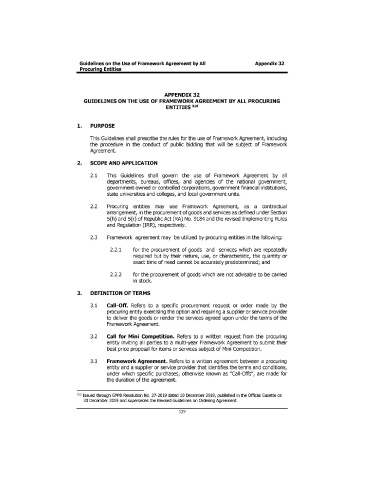 Guidelines on the Use of Framework Agreement by All Appendix 32
Procuring Entities
APPENDIX 32
GUIDELINES ON THE USE OF FRAMEWORK AGREEMENT BY ALL PROCURING
ENTITIES
1. PURPOSE
This Guidelines shall prescribe the rules for the use of Framework Agreement, including
the procedure in the conduct of public bidding that will be subject of Framework
Agreement.
2. SCOPE AND APPLICATION
2.1 This Guidelines shall govern the use of Framework Agreement by all
departments, bureaus, offices, and agencies of the national government,
government owned or controlled corporations, government financial institutions,
state universities and colleges, and local government units.
2.2 Procuring entities may use Framework Agreement, as a contractual
arrangement, in the procurement of goods and services as defined under Section
5(h) and 5(r) of Republic Act (RA) No. 9184 and the revised Implementing Rules
and Regulation (IRR), respectively.
2.3 Framework agreement may be utilized by procuring entities in the following:
2.2.1 for the procurement of goods and services which are repeatedly
required but by their nature, use, or characteristic, the quantity or
exact time of need cannot be accurately predetermined; and
2.2.2 for the procurement of goods which are not advisable to be carried
in stock.
3. DEFINITION OF TERMS
3.1 Call-Off. Refers to a specific procurement request or order made by the
procuring entity exercising the option and requiring a supplier or service provider
to deliver the goods or render the services agreed upon under the terms of the
Framework Agreement.
3.2 Call for Mini Competition. Refers to a written request from the procuring
entity inviting all parties to a multi-year Framework Agreement to submit their
best price proposal for items or services subject of Mini Competition.
3.3 Framework Agreement. Refers to a written agreement between a procuring
entity and a supplier or service provider that identifies the terms and conditions,
under which specific purchases, otherwise known as "Call-Offs", are made for
the duration of the agreement.
Issued through GPPB Resolution No. 27-2019 dated 10 December 2019, published in the Official Gazette on
30 December 2019 and supersedes the Revised Guidelines on Ordering Agreement.